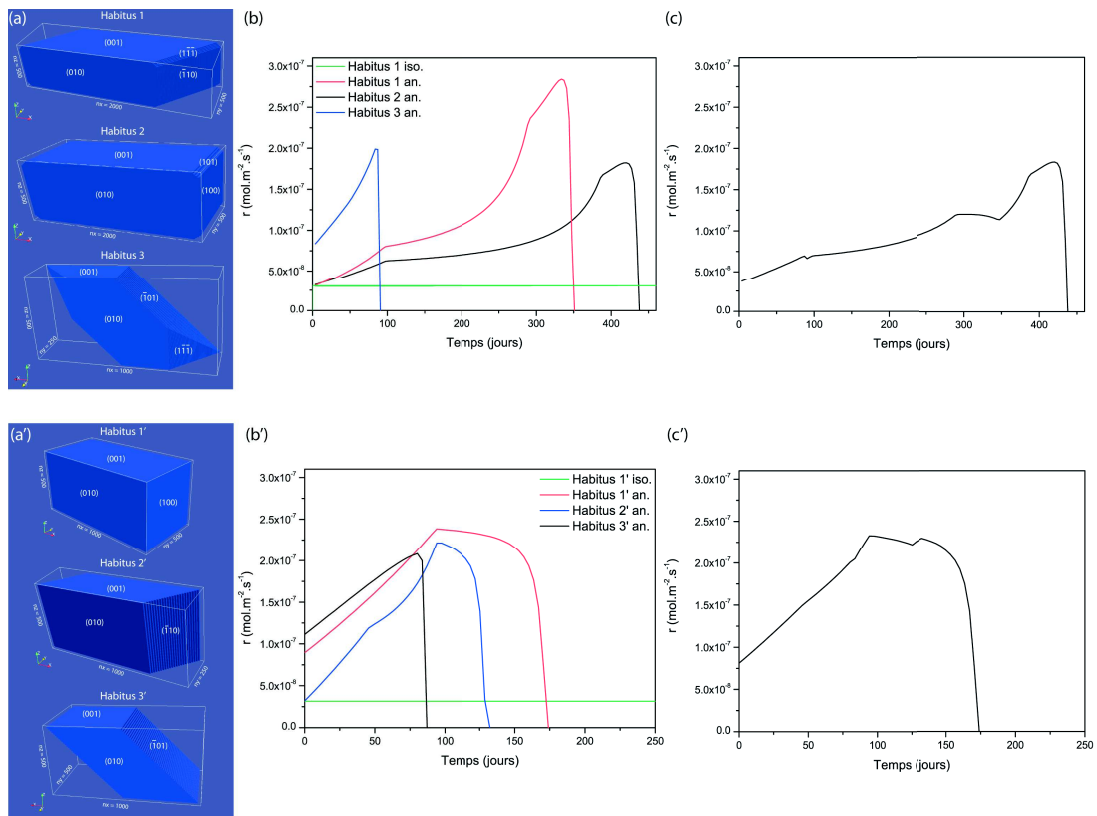 (a)
Habitus 1
(001)
(1̅1̅1̅)
(010)
(1̅10)
nz = 500
nx = 2000
ny = 500
Habitus 2
(001)
(101)
(010)
(100)
nz = 500
nx = 2000
ny = 500
Habitus 3
(001)
(1̅01)
(010)
(11̅1̅)
nz = 500
ny = 250
nx = 1000
(b)
Habitus 1 iso.
Habitus 1 an.
Habitus 2 an.
Habitus 3 an.
3.0x10⁻⁷
2.5x10⁻⁷
2.0x10⁻⁷
1.5x10⁻⁷
1.0x10⁻⁷
5.0x10⁻⁸
0.0
r (mol.m⁻².s⁻¹)
0 100 200 300 400
Temps (jours)
(c)
3.0x10⁻⁷
2.5x10⁻⁷
2.0x10⁻⁷
1.5x10⁻⁷
1.0x10⁻⁷
5.0x10⁻⁸
0.0
r (mol.m⁻².s⁻¹)
0 100 200 300 400
Temps (jours)
(a')
Habitus 1'
(001)
(010)
(100)
nz = 500
nx = 1000
ny = 500
Habitus 2'
(001)
(010)
(1̅10)
nz = 500
nx = 1000
ny = 250
Habitus 3'
(001)
(1̅01)
(010)
nz = 500
ny = 500
nx = 1000
(b')
Habitus 1' iso.
Habitus 1' an.
Habitus 2' an.
Habitus 3' an.
3.0x10⁻⁷
2.5x10⁻⁷
2.0x10⁻⁷
1.5x10⁻⁷
1.0x10⁻⁷
5.0x10⁻⁸
0.0
r (mol.m⁻².s⁻¹)
0 50 100 150 200 250
Temps (jours)
(c')
3.0x10⁻⁷
2.5x10⁻⁷
2.0x10⁻⁷
1.5x10⁻⁷
1.0x10⁻⁷
5.0x10⁻⁸
0.0
r (mol.m⁻².s⁻¹)
0 50 100 150 200 250
Temps (jours)